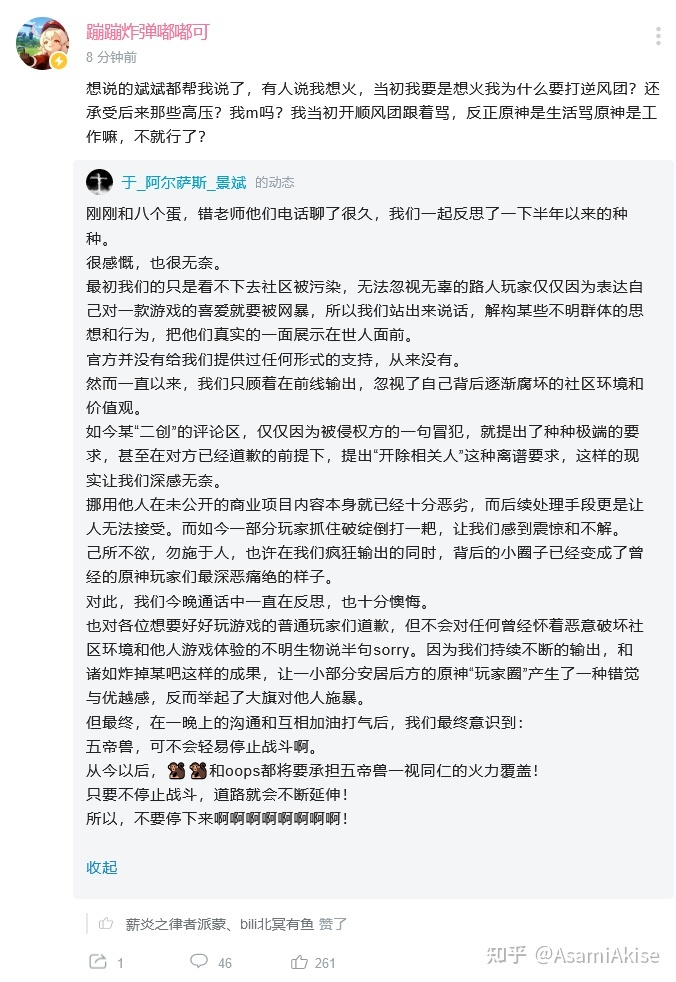 蹦蹦炸弹嘟嘟可
8 分钟前
想说的斌斌都帮我说了，有人说我想火，当初我要是想火我为什么要打逆风团？还
承受后来那些高压？我m吗？我当初开顺风团跟着骂，反正原神是生活骂原神是工
作嘛，不就行了？
于_阿尔萨斯_景斌 的动态
刚刚和八个蛋，错老师他们电话聊了很久，我们一起反思了一下半年以来的种
种。
很感慨，也很无奈。
最初我们的只是看不下去社区被污染，无法忽视无辜的路人玩家仅仅因为表达自
己对一款游戏的喜爱就要被网暴，所以我们站出来说话，解构某些不明群体的思
想和行为，把他们真实的一面展示在世人面前。
官方并没有给我们提供过任何形式的支持，从来没有。
然而一直以来，我们只顾着在前线输出，忽视了自己背后逐渐腐坏的社区环境和
价值观。
如今某“二创”的评论区，仅仅因为被侵权方的一句冒犯，就提出了种种极端的要
求，甚至在对方已经道歉的前提下，提出“开除相关人”这种离谱要求，这样的现
实让我们深感无奈。
挪用他人在未公开的商业项目内容本身就已经十分恶劣，而后续处理手段更是让
人无法接受。而如今一部分玩家抓住破绽倒打一耙，让我们感到震惊和不解。
己所不欲，勿施于人，也许在我们疯狂输出的同时，背后的小圈子已经变成了曾
经的原神玩家们最深恶痛绝的样子。
对此，我们今晚通话中一直在反思，也十分懊悔。
也对各位想要好好玩游戏的普通玩家们道歉，但不会对任何曾经怀着恶意破坏社
区环境和他人游戏体验的不明生物说半句sorry。因为我们持续不断的输出，和
诸如炸掉某吧这样的成果，让一小部分安居后方的原神“玩家圈”产生了一种错觉
与优越感，反而举起了大旗对他人施暴。
但最终，在一晚上的沟通和互相加油打气后，我们最终意识到：
五帝兽，可不会轻易停止战斗啊。
从今以后，🐒🐒和oops都将要承担五帝兽一视同仁的火力覆盖！
只要不停止战斗，道路就会不断延伸！
所以，不要停下来啊啊啊啊啊啊啊啊！
收起
薪炎之律者派蒙、bili北冥有鱼 赞了
1 46 261
知乎 @AsamiAkise